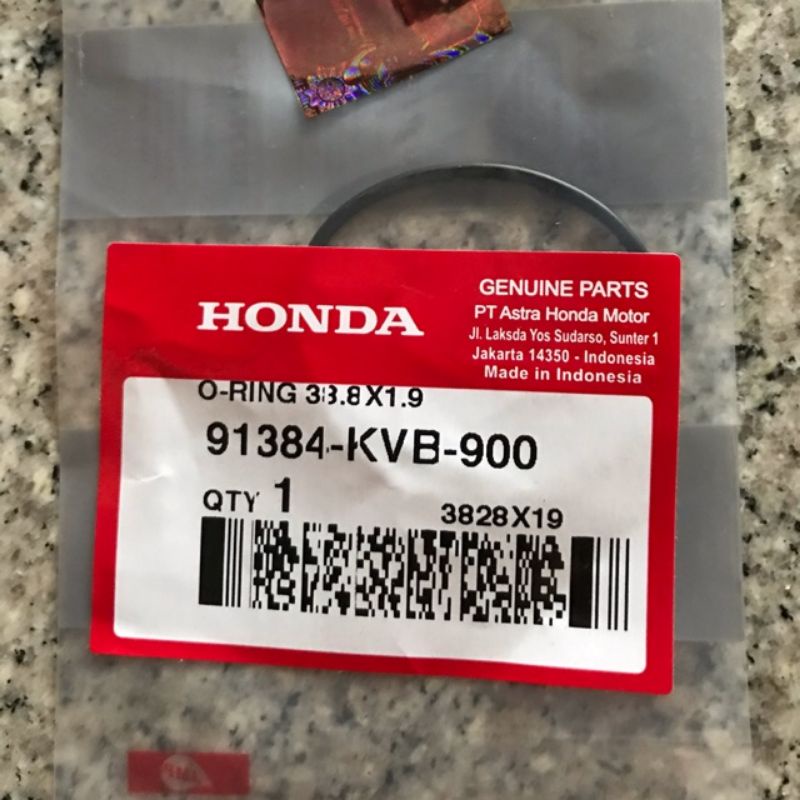 HONDA
GENUINE PARTS
PT Astra Honda Motor
Jl. Laksda Yos Sudarso, Sunter 1
Jakarta 14350 - Indonesia
Made in Indonesia
O-RING 38.8X1.9
91384-KVB-900
QTY 1
3828X19